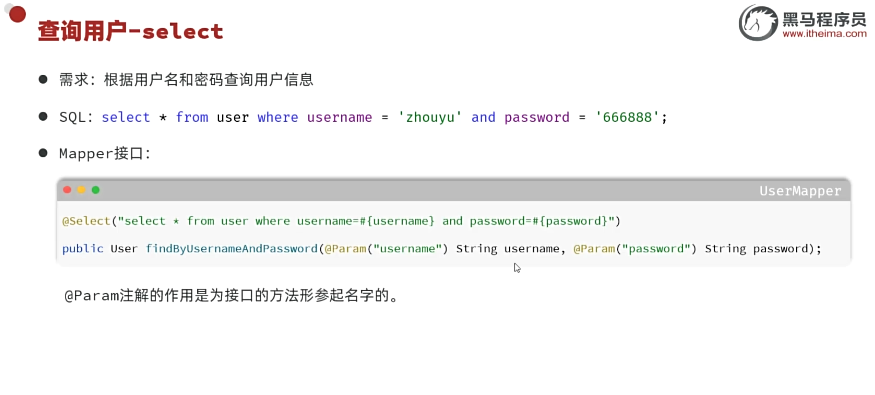 查询用户-select
黑马程序员
www.itheima.com
需求：根据用户名和密码查询用户信息
SQL：select * from user where username = 'zhouyu' and password = '666888';
Mapper接口：
UserMapper
@Select("select * from user where username=#{username} and password=#{password}")
public User findByUsernameAndPassword(@Param("username") String username, @Param("password") String password);
@Param注解的作用是为接口的方法形参起名字的。